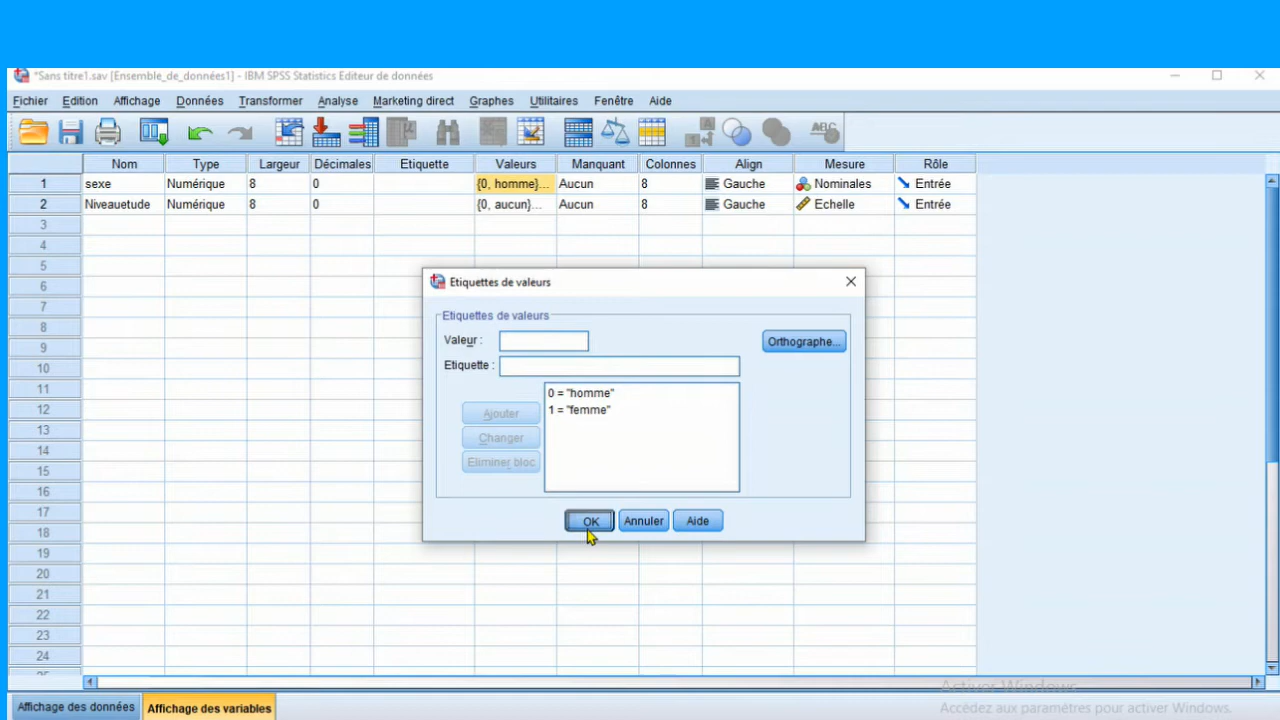 *Sans titre1.sav [Ensemble_de_données1] - IBM SPSS Statistics Editeur de données
Fichier Edition Affichage Données Transformer Analyse Marketing direct Graphes Utilitaires Fenêtre Aide
Nom Type Largeur Décimales Etiquette Valeurs Manquant Colonnes Align Mesure Rôle
1 sexe Numérique 8 0 {0, homme}... Aucun 8 Gauche Nominales Entrée
2 Niveauetude Numérique 8 0 {0, aucun}... Aucun 8 Gauche Echelle Entrée
3
4
5
6
7
8
9
10
11
12
13
14
15
16
17
18
19
20
21
22
23
24
Etiquettes de valeurs
Etiquettes de valeurs
Valeur :
Orthographe...
Etiquette :
0 = "homme"
1 = "femme"
Ajouter
Changer
Eliminer bloc
OK Annuler Aide
Affichage des données Affichage des variables
Activer Windows
Accédez aux paramètres pour activer Windows.